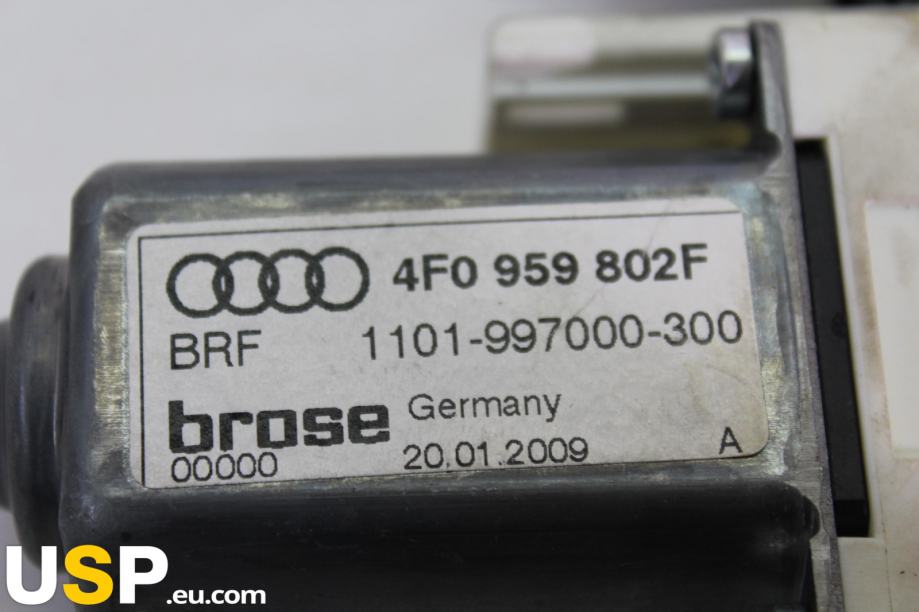 4F0 959 802F
BRF 1101-997000-300
brose Germany
00000 20.01.2009 A
USP.eu.com